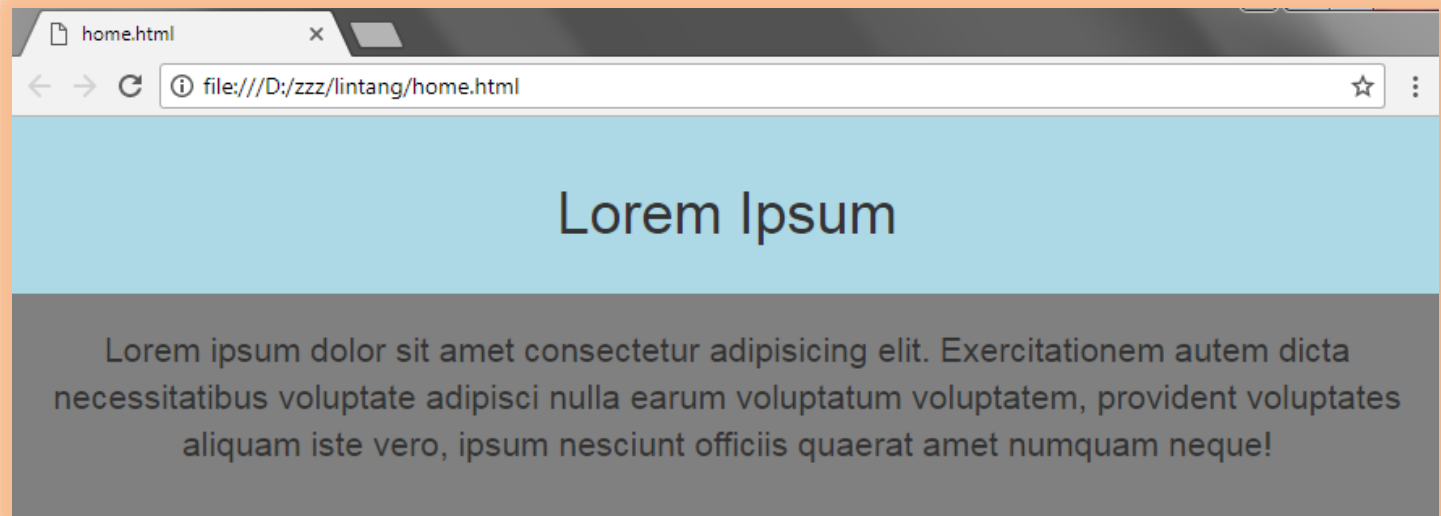 home.html
file:///D:/zzz/lintang/home.html
Lorem Ipsum
Lorem ipsum dolor sit amet consectetur adipisicing elit. Exercitationem autem dicta
necessitatibus voluptate adipisci nulla earum voluptatum voluptatem, provident voluptates
aliquam iste vero, ipsum nesciunt officiis quaerat amet numquam neque!